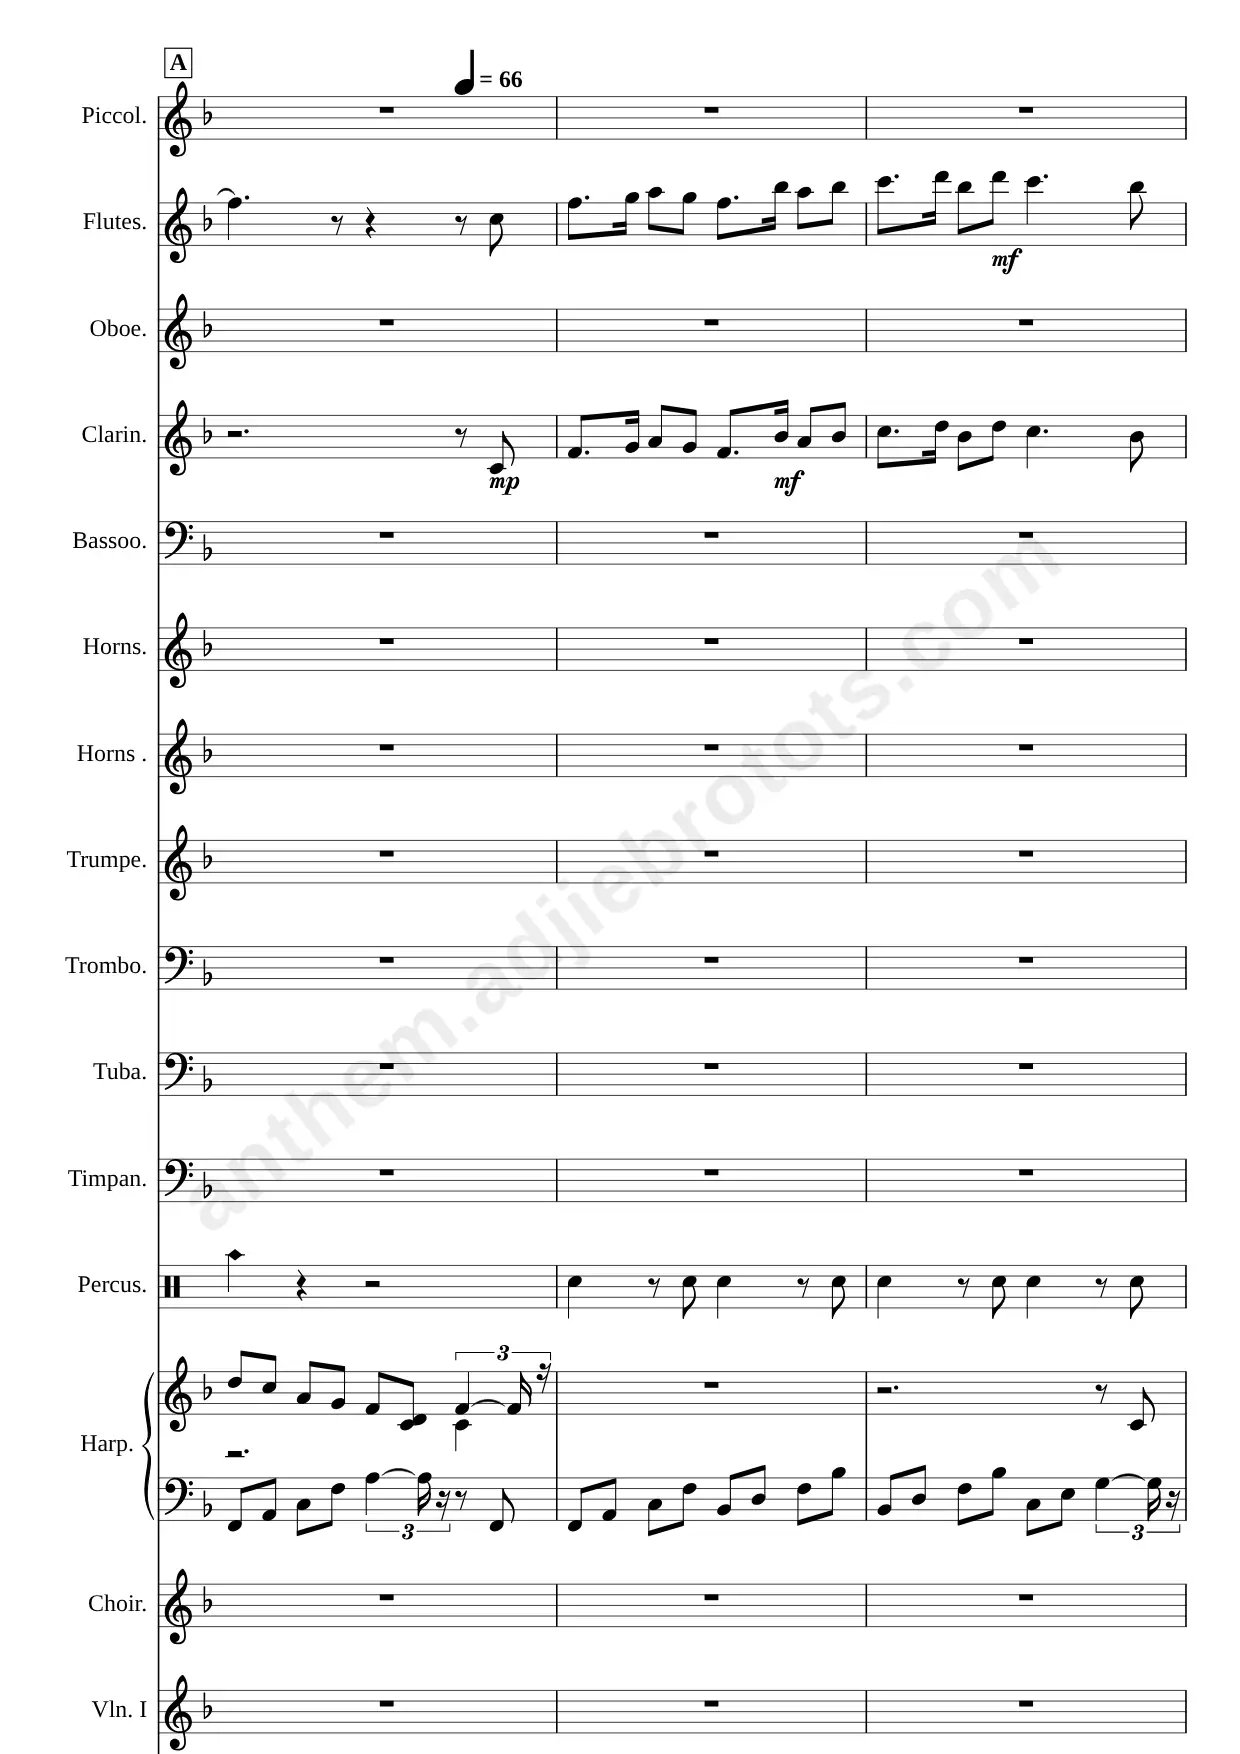 A
= 66
Piccol.
Flutes.
mf
Oboe.
Clarin.
mp
mf
Bassoo.
Horns.
Horns .
Trumpe.
Trombo.
Tuba.
Timpan.
Percus.
3
Harp.
3
3
Choir.
Vln. I
anthem.adjiebrotots.com